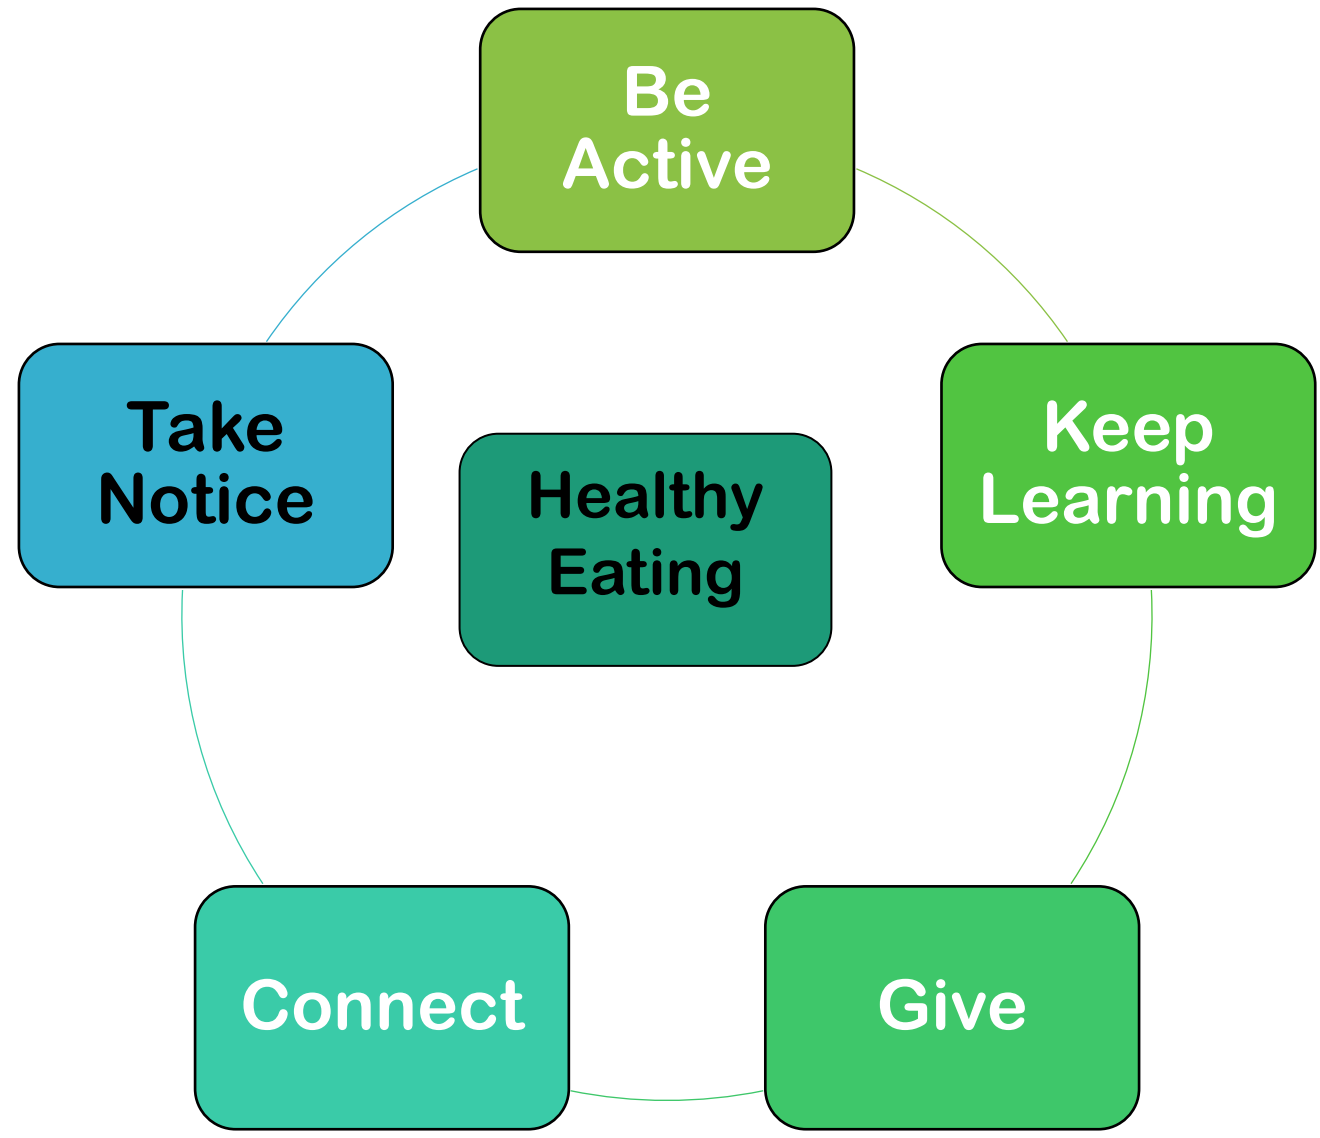 Be
Active
Take
Notice
Healthy
Eating
Keep
Learning
Connect
Give